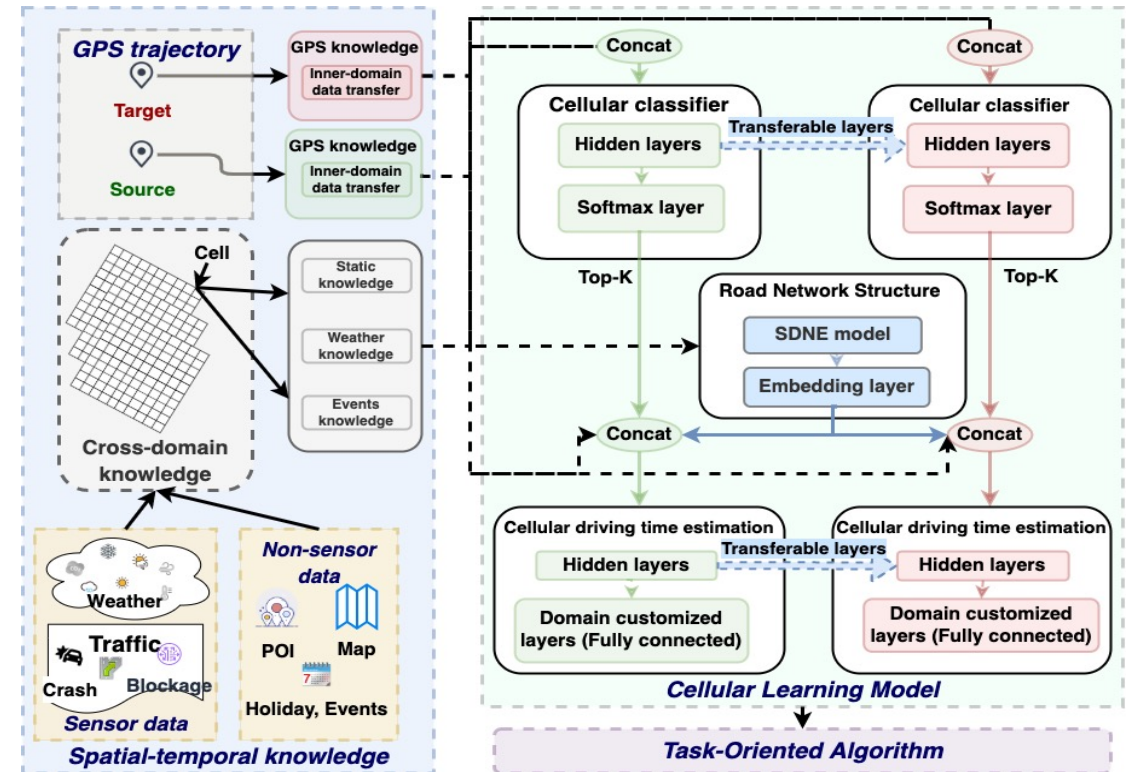 GPS trajectory
Target
Source
GPS knowledge
Inner-domain
data transfer
GPS knowledge
Inner-domain
data transfer
Cell
Static
knowledge
Weather
knowledge
Events
knowledge
Cross-domain
knowledge
Weather
Traffic
Crash
Blockage
Sensor data
Non-sensor
data
POI
Map
7
Holiday, Events
Spatial-temporal knowledge
Concat
Concat
Cellular classifier
Hidden layers
Softmax layer
Transferable layers
Cellular classifier
Hidden layers
Softmax layer
Top-K
Top-K
Road Network Structure
SDNE model
Embedding layer
Concat
Concat
Cellular driving time estimation
Hidden layers
Domain customized
layers (Fully connected)
Transferable layers
Cellular driving time estimation
Hidden layers
Domain customized
layers (Fully connected)
Cellular Learning Model
Task-Oriented Algorithm